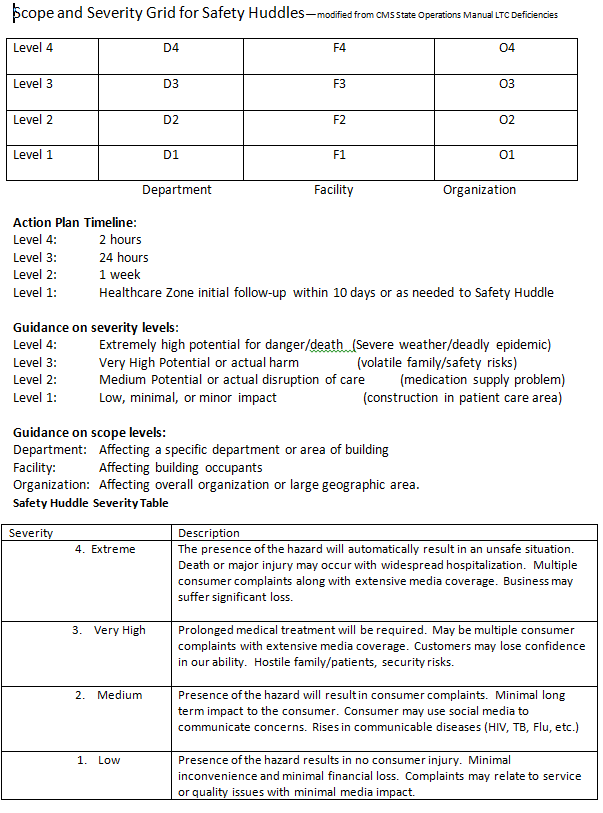 Scope and Severity Grid for Safety Huddles—modified from CMS State Operations Manual LTC Deficiencies
Level 4 D4 F4 O4
Level 3 D3 F3 O3
Level 2 D2 F2 O2
Level 1 D1 F1 O1
Department Facility Organization
Action Plan Timeline:
Level 4: 2 hours
Level 3: 24 hours
Level 2: 1 week
Level 1: Healthcare Zone initial follow-up within 10 days or as needed to Safety Huddle
Guidance on severity levels:
Level 4: Extremely high potential for danger/death (Severe weather/deadly epidemic)
Level 3: Very High Potential or actual harm (volatile family/safety risks)
Level 2: Medium Potential or actual disruption of care (medication supply problem)
Level 1: Low, minimal, or minor impact (construction in patient care area)
Guidance on scope levels:
Department: Affecting a specific department or area of building
Facility: Affecting building occupants
Organization: Affecting overall organization or large geographic area.
Safety Huddle Severity Table
Severity Description
4. Extreme The presence of the hazard will automatically result in an unsafe situation.
Death or major injury may occur with widespread hospitalization. Multiple
consumer complaints along with extensive media coverage. Business may
suffer significant loss.
3. Very High Prolonged medical treatment will be required. May be multiple consumer
complaints with extensive media coverage. Customers may lose confidence
in our ability. Hostile family/patients, security risks.
2. Medium Presence of the hazard will result in consumer complaints. Minimal long
term impact to the consumer. Consumer may use social media to
communicate concerns. Rises in communicable diseases (HIV, TB, Flu, etc.)
1. Low Presence of the hazard results in no consumer injury. Minimal
inconvenience and minimal financial loss. Complaints may relate to service
or quality issues with minimal media impact.